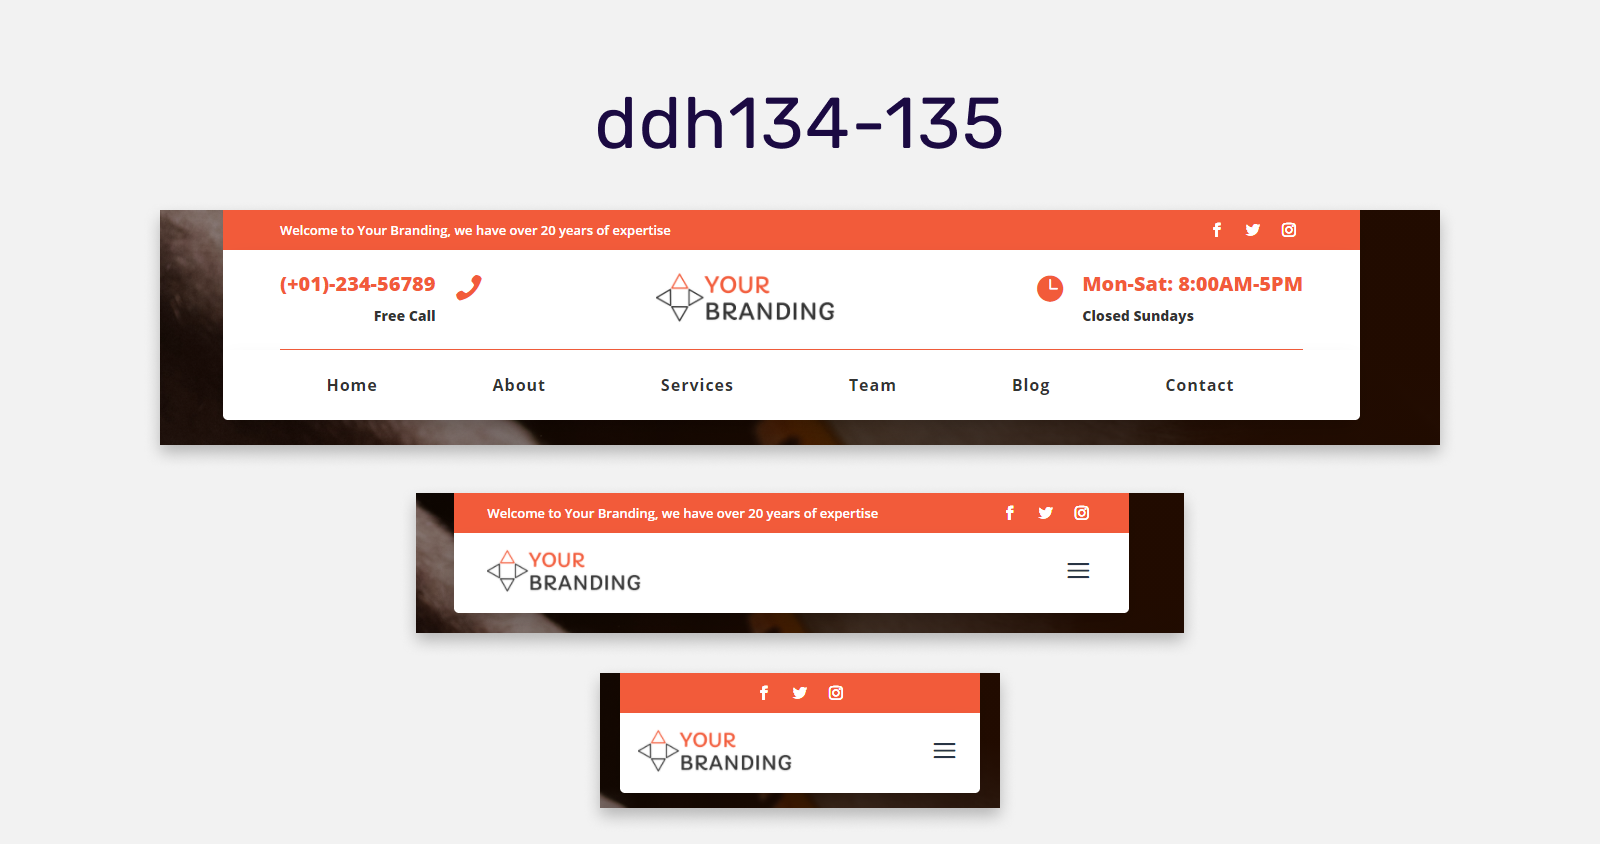 ddh134-135
Welcome to Your Branding, we have over 20 years of expertise
(+01)-234-56789
Free Call
YOUR
BRANDING
Mon-Sat: 8:00AM-5PM
Closed Sundays
Home About Services Team Blog Contact
Welcome to Your Branding, we have over 20 years of expertise
YOUR
BRANDING
YOUR
BRANDING